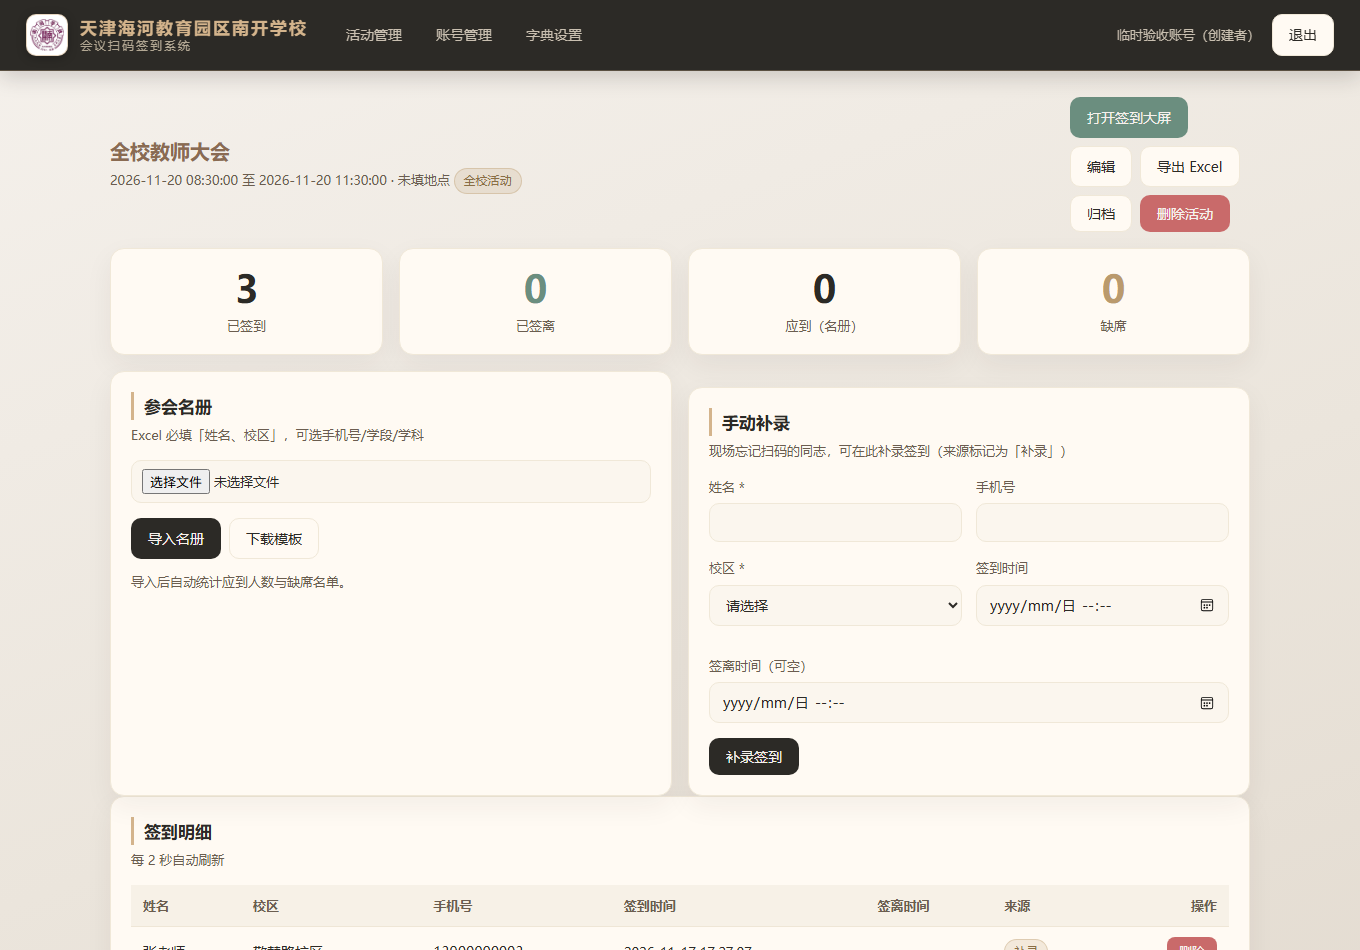 天津海河教育园区南开学校
会议扫码签到系统
活动管理 账号管理 字典设置
临时验收账号（创建者） 退出
打开签到大屏
全校教师大会
2026-11-20 08:30:00 至 2026-11-20 11:30:00 · 未填地点 全校活动
编辑 导出 Excel
归档 删除活动
3 0 0 0
已签到 已签离 应到（名册） 缺席
参会名册
Excel 必填「姓名、校区」，可选手机号/学段/学科
选择文件 未选择文件
导入名册 下载模板
导入后自动统计应到人数与缺席名单。
手动补录
现场忘记扫码的同志，可在此补录签到（来源标记为「补录」）
姓名 * 手机号
校区 * 签到时间
请选择 yyyy/mm/日 --:--
签离时间（可空）
yyyy/mm/日 --:--
补录签到
签到明细
每 2 秒自动刷新
姓名 校区 手机号 签到时间 签离时间 来源 操作